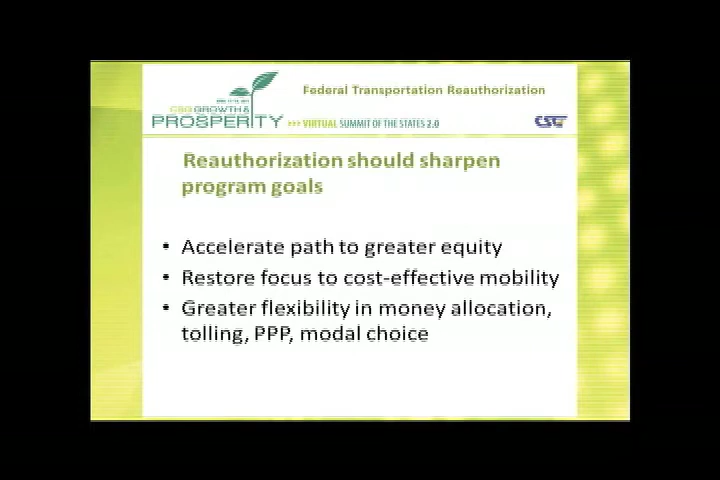 Federal Transportation Reauthorization
CSG GROWTH &
PROSPERITY >>> VIRTUAL SUMMIT OF THE STATES 2.0
CSG
Reauthorization should sharpen
program goals
• Accelerate path to greater equity
• Restore focus to cost-effective mobility
• Greater flexibility in money allocation,
tolling, PPP, modal choice